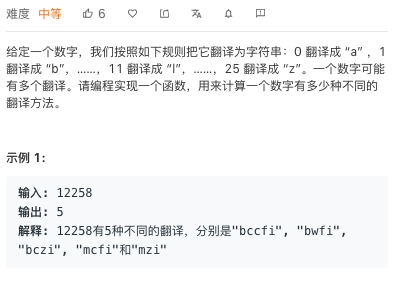 难度 中等 6
给定一个数字，我们按照如下规则把它翻译为字符串：0 翻译成 “a” ，1
翻译成 “b”，……，11 翻译成 “l”，……，25 翻译成 “z”。一个数字可能
有多个翻译。请编程实现一个函数，用来计算一个数字有多少种不同的
翻译方法。
示例 1:
输入: 12258
输出: 5
解释: 12258有5种不同的翻译，分别是"bccfi", "bwfi",
"bczi", "mcfi"和"mzi"